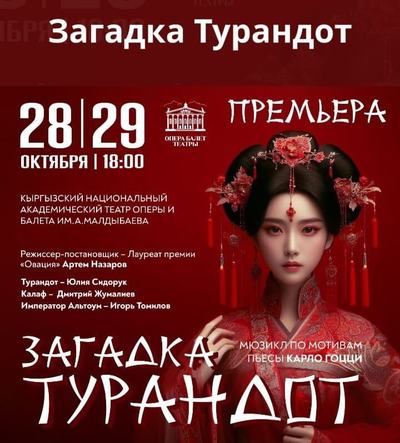 Загадка Турандот
28|29
ОКТЯБРЯ | 18:00
ОПЕРА БАЛЕТ
ТЕАТРЫ
ПРЕМЬЕРА
КЫРГЫЗСКИЙ НАЦИОНАЛЬНЫЙ
АКАДЕМИЧЕСКИЙ ТЕАТР ОПЕРЫ И
БАЛЕТА ИМ.А.МАЛДЫБАЕВА
Режиссер-постановщик – Лауреат премии
«Овация» Артем Назаров
Турандот – Юлия Сидорук
Калаф – Дмитрий Жумалиев
Император Альтоум – Игорь Томилов
МЮЗИКЛ ПО МОТИВАМ
ПЬЕСЫ КАРЛО ГОЦЦИ
ЗАГАДКА
ТУРАНДОТ